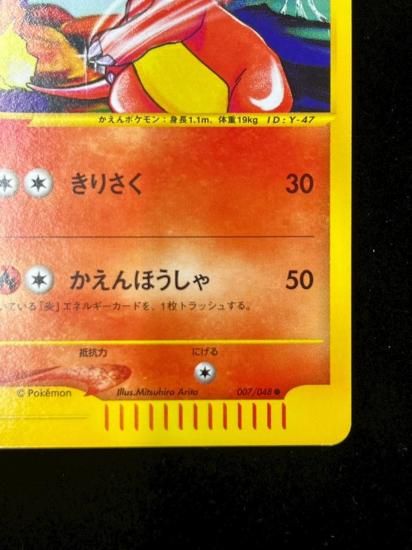 かえんポケモン：身長1.1m、体重19kg ID:Y-47
きりさく 30
かえんほうしゃ 50
いている「炎」エネルギーカードを、1枚トラッシュする。
抵抗力 にげる
© Pokémon Illus.Mitsuhiro Arita 007/048 ●